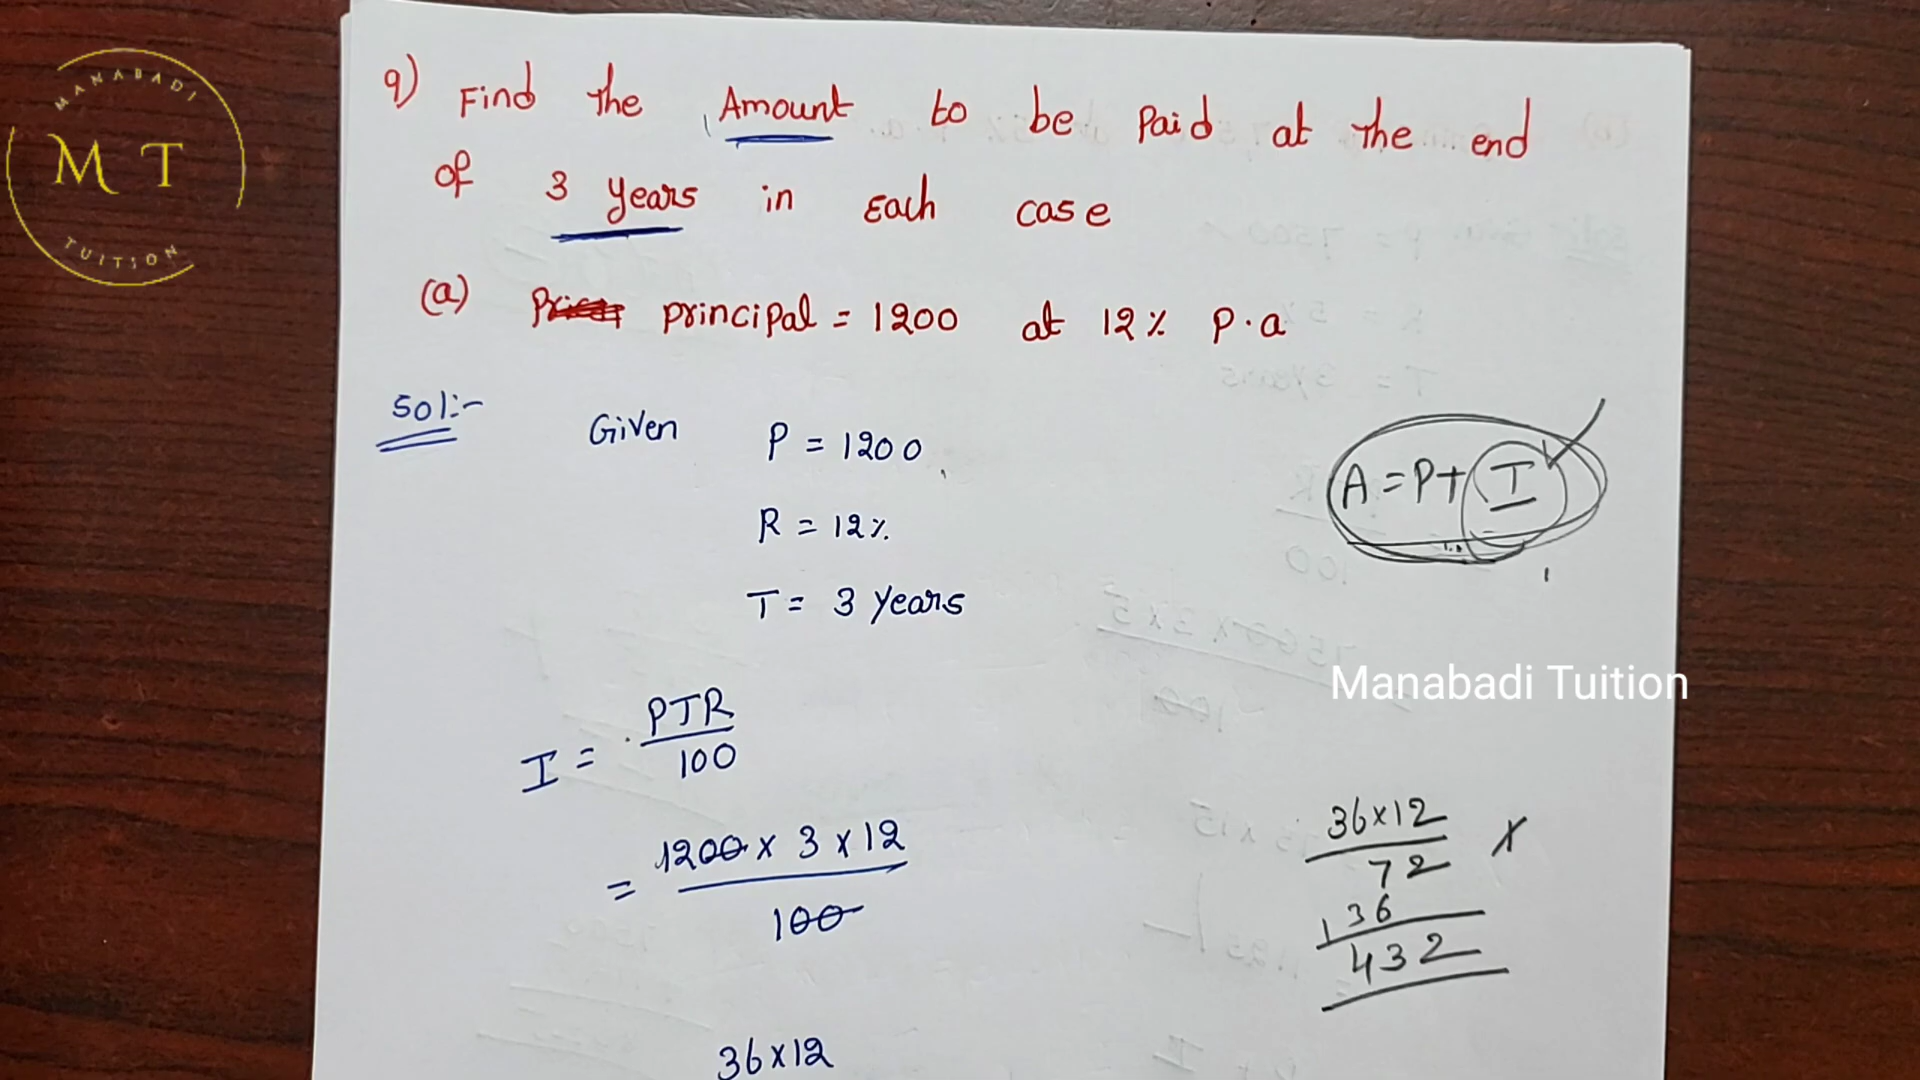 MANABADI
MT
TUITION
9) Find the Amount to be Paid at the end
of 3 Years in Each case
(a) principal = 1200 at 12% P.a
Sol:-
Given P = 1200
R = 12%
T = 3 Years
A = P + I
Manabadi Tuition
I = PTR
100
= 1200 x 3 x 12
100
36x12
36x12 x
72
136
432